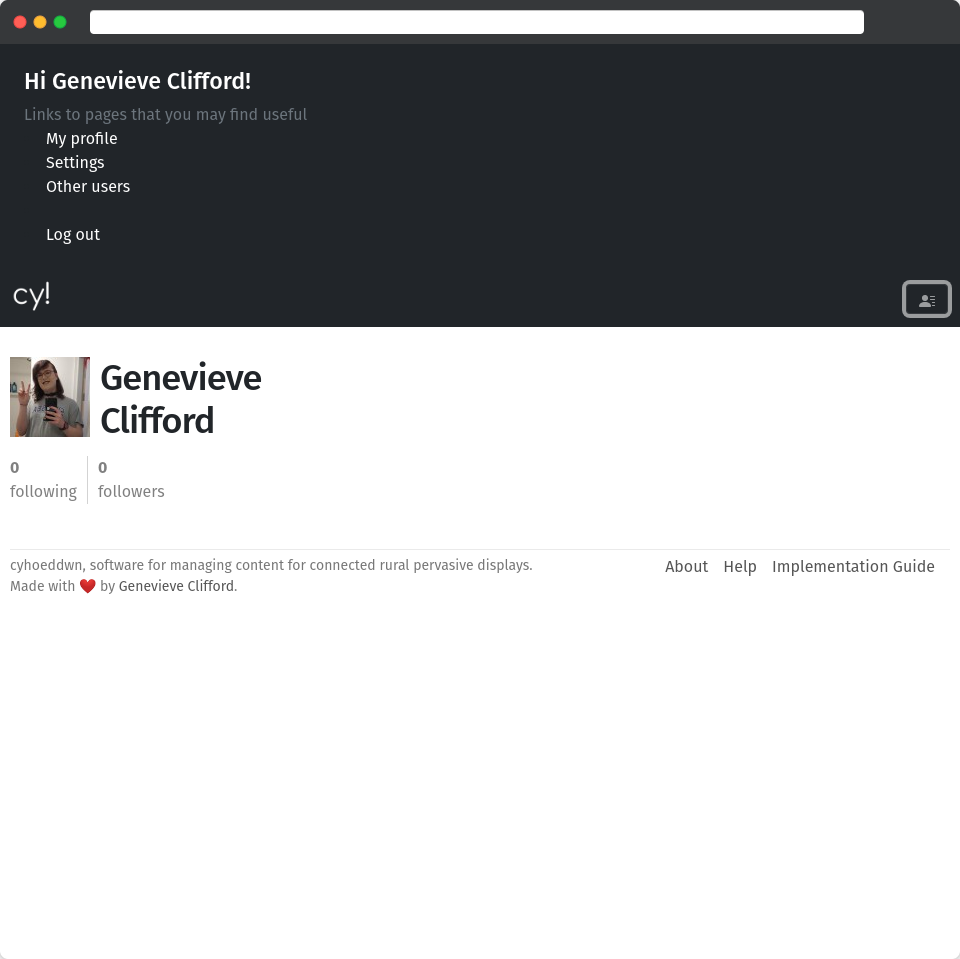 Hi Genevieve Clifford!
Links to pages that you may find useful
My profile
Settings
Other users
Log out
cy!
Genevieve
Clifford
0
following
0
followers
cyhoeddwn, software for managing content for connected rural pervasive displays.
Made with ❤️ by Genevieve Clifford.
About Help Implementation Guide